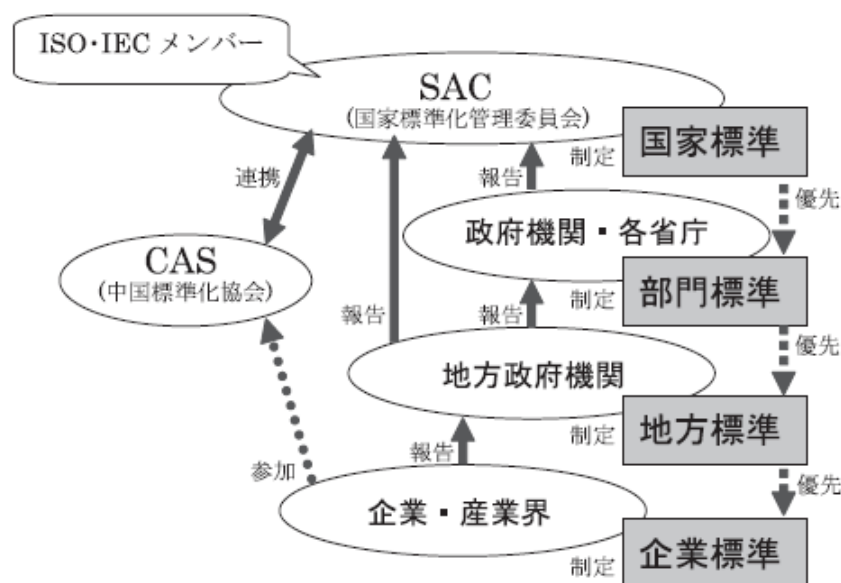 ISO・IEC メンバー
SAC
(国家標準化管理委員会)
制定
国家標準
連携
報告
優先
政府機関・各省庁
CAS
(中国標準化協会)
制定
部門標準
報告
報告
優先
地方政府機関
制定
地方標準
報告
参加
優先
企業・産業界
制定
企業標準